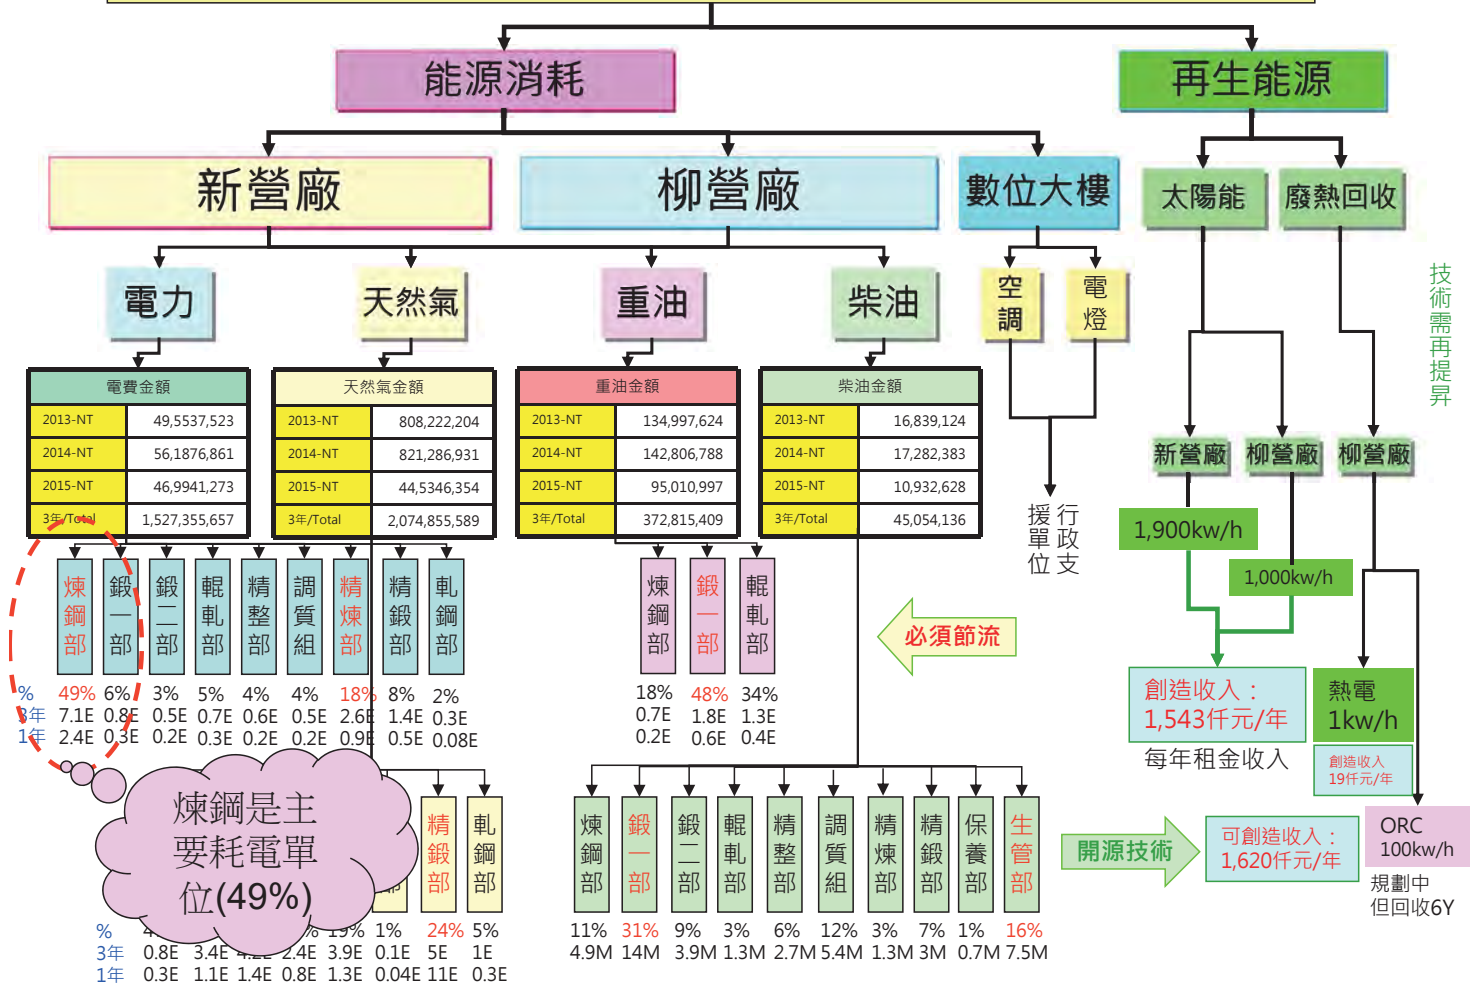 能源消耗
再生能源
新營廠
柳營廠
數位大樓
太陽能
廢熱回收
電力
天然氣
重油
柴油
空調
電燈
技術需再提昇
電費金額
2013-NT 49,5537,523
2014-NT 56,1876,861
2015-NT 46,9941,273
3年/Total 1,527,355,657
天然氣金額
2013-NT 808,222,204
2014-NT 821,286,931
2015-NT 44,5346,354
3年/Total 2,074,855,589
重油金額
2013-NT 134,997,624
2014-NT 142,806,788
2015-NT 95,010,997
3年/Total 372,815,409
柴油金額
2013-NT 16,839,124
2014-NT 17,282,383
2015-NT 10,932,628
3年/Total 45,054,136
行政支
援單位
新營廠
柳營廠
柳營廠
1,900kw/h
1,000kw/h
煉鋼部 鍛一部 鍛二部 輥軋部 精整部 調質組 精煉部 精鍛部 軋鋼部
% 49% 6% 3% 5% 4% 4% 18% 8% 2%
3年 7.1E 0.8E 0.5E 0.7E 0.6E 0.5E 2.6E 1.4E 0.3E
1年 2.4E 0.3E 0.2E 0.3E 0.2E 0.2E 0.9E 0.5E 0.08E
煉鋼部 鍛一部 輥軋部
18% 48% 34%
0.7E 1.8E 1.3E
0.2E 0.6E 0.4E
必須節流
創造收入：
1,543仟元/年
每年租金收入
熱電
1kw/h
創造收入
19仟元/年
煉鋼是主
要耗電單
位(49%)
部 精鍛部 軋鋼部
% 19% 1% 24% 5%
3年 0.8E 3.4E 2.4E 3.9E 0.1E 5E 1E
1年 0.3E 1.1E 1.4E 0.8E 1.3E 0.04E 11E 0.3E
煉鋼部 鍛一部 鍛二部 輥軋部 精整部 調質組 精煉部 精鍛部 保養部 生管部
11% 31% 9% 3% 6% 12% 3% 7% 1% 16%
4.9M 14M 3.9M 1.3M 2.7M 5.4M 1.3M 3M 0.7M 7.5M
開源技術
可創造收入：
1,620仟元/年
ORC
100kw/h
規劃中
但回收6Y